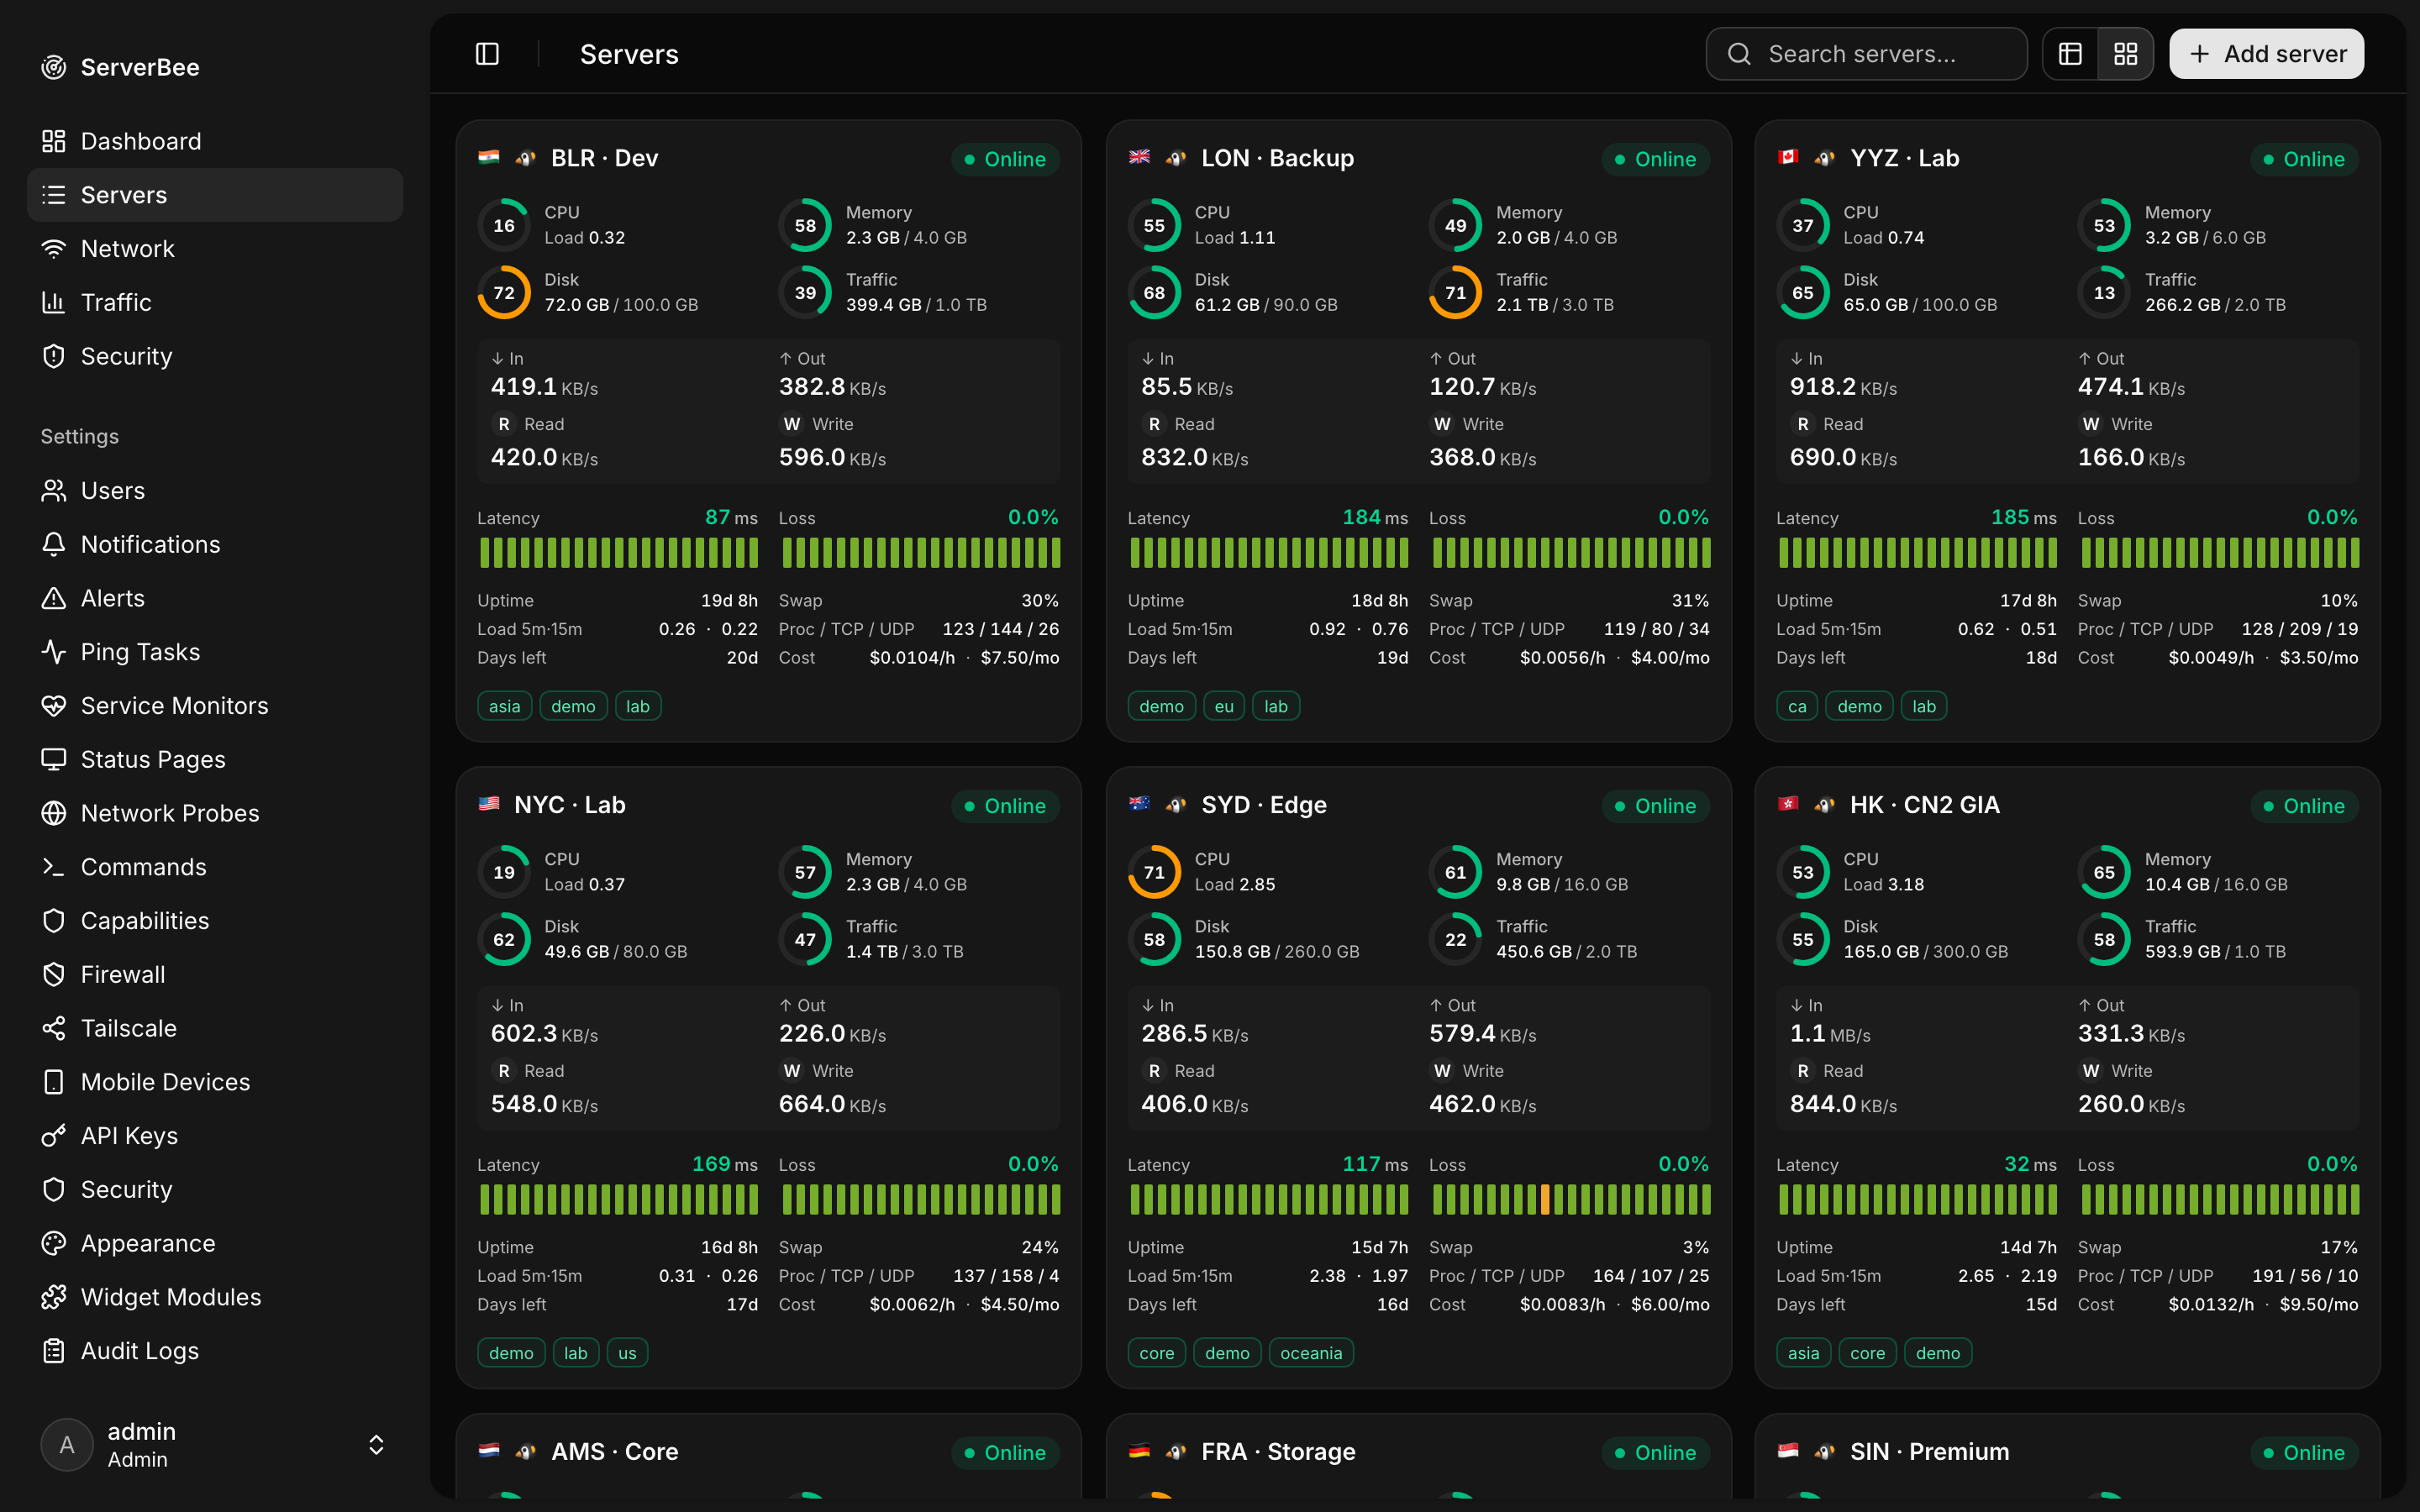 ServerBee
Dashboard
Servers
Network
Traffic
Security
Settings
Users
Notifications
Alerts
Ping Tasks
Service Monitors
Status Pages
Network Probes
Commands
Capabilities
Firewall
Tailscale
Mobile Devices
API Keys
Security
Appearance
Widget Modules
Audit Logs
A
admin
Admin
Servers
Search servers...
Add server
BLR · Dev
Online
16
CPU
Load 0.32
58
Memory
2.3 GB / 4.0 GB
72
Disk
72.0 GB / 100.0 GB
39
Traffic
399.4 GB / 1.0 TB
↓ In
↑ Out
419.1 KB/s
382.8 KB/s
R Read
W Write
420.0 KB/s
596.0 KB/s
Latency 87 ms
Loss 0.0%
Uptime 19d 8h
Swap 30%
Load 5m·15m 0.26 · 0.22
Proc / TCP / UDP 123 / 144 / 26
Days left 20d
Cost $0.0104/h · $7.50/mo
asia demo lab
LON · Backup
Online
55
CPU
Load 1.11
49
Memory
2.0 GB / 4.0 GB
68
Disk
61.2 GB / 90.0 GB
71
Traffic
2.1 TB / 3.0 TB
↓ In
↑ Out
85.5 KB/s
120.7 KB/s
R Read
W Write
832.0 KB/s
368.0 KB/s
Latency 184 ms
Loss 0.0%
Uptime 18d 8h
Swap 31%
Load 5m·15m 0.92 · 0.76
Proc / TCP / UDP 119 / 80 / 34
Days left 19d
Cost $0.0056/h · $4.00/mo
demo eu lab
YYZ · Lab
Online
37
CPU
Load 0.74
53
Memory
3.2 GB / 6.0 GB
65
Disk
65.0 GB / 100.0 GB
13
Traffic
266.2 GB / 2.0 TB
↓ In
↑ Out
918.2 KB/s
474.1 KB/s
R Read
W Write
690.0 KB/s
166.0 KB/s
Latency 185 ms
Loss 0.0%
Uptime 17d 8h
Swap 10%
Load 5m·15m 0.62 · 0.51
Proc / TCP / UDP 128 / 209 / 19
Days left 18d
Cost $0.0049/h · $3.50/mo
ca demo lab
NYC · Lab
Online
19
CPU
Load 0.37
57
Memory
2.3 GB / 4.0 GB
62
Disk
49.6 GB / 80.0 GB
47
Traffic
1.4 TB / 3.0 TB
↓ In
↑ Out
602.3 KB/s
226.0 KB/s
R Read
W Write
548.0 KB/s
664.0 KB/s
Latency 169 ms
Loss 0.0%
Uptime 16d 8h
Swap 24%
Load 5m·15m 0.31 · 0.26
Proc / TCP / UDP 137 / 158 / 4
Days left 17d
Cost $0.0062/h · $4.50/mo
demo lab us
SYD · Edge
Online
71
CPU
Load 2.85
61
Memory
9.8 GB / 16.0 GB
58
Disk
150.8 GB / 260.0 GB
22
Traffic
450.6 GB / 2.0 TB
↓ In
↑ Out
286.5 KB/s
579.4 KB/s
R Read
W Write
406.0 KB/s
462.0 KB/s
Latency 117 ms
Loss 0.0%
Uptime 15d 7h
Swap 3%
Load 5m·15m 2.38 · 1.97
Proc / TCP / UDP 164 / 107 / 25
Days left 16d
Cost $0.0083/h · $6.00/mo
core demo oceania
HK · CN2 GIA
Online
53
CPU
Load 3.18
65
Memory
10.4 GB / 16.0 GB
55
Disk
165.0 GB / 300.0 GB
58
Traffic
593.9 GB / 1.0 TB
↓ In
↑ Out
1.1 MB/s
331.3 KB/s
R Read
W Write
844.0 KB/s
260.0 KB/s
Latency 32 ms
Loss 0.0%
Uptime 14d 7h
Swap 17%
Load 5m·15m 2.65 · 2.19
Proc / TCP / UDP 191 / 56 / 10
Days left 15d
Cost $0.0132/h · $9.50/mo
asia core demo
AMS · Core
Online
FRA · Storage
Online
SIN · Premium
Online